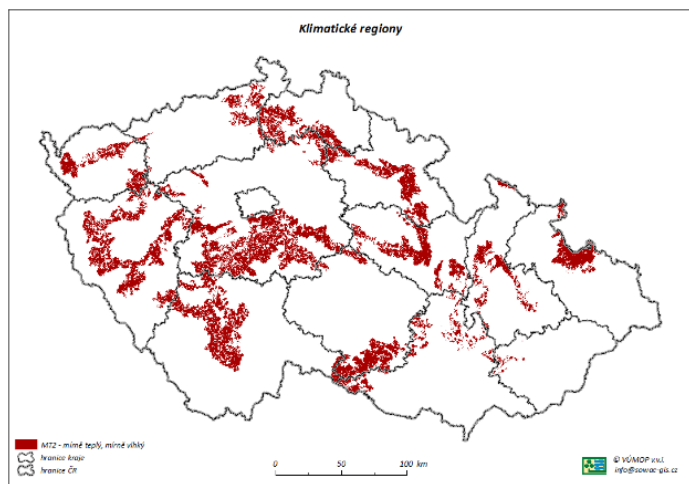 Klimatické regiony
MT2 - mírně teplý, mírně vlhký
hranice kraje
hranice ČR
0 50 100 km
© VÚMOP v.v.i.
info@sowac-gis.cz